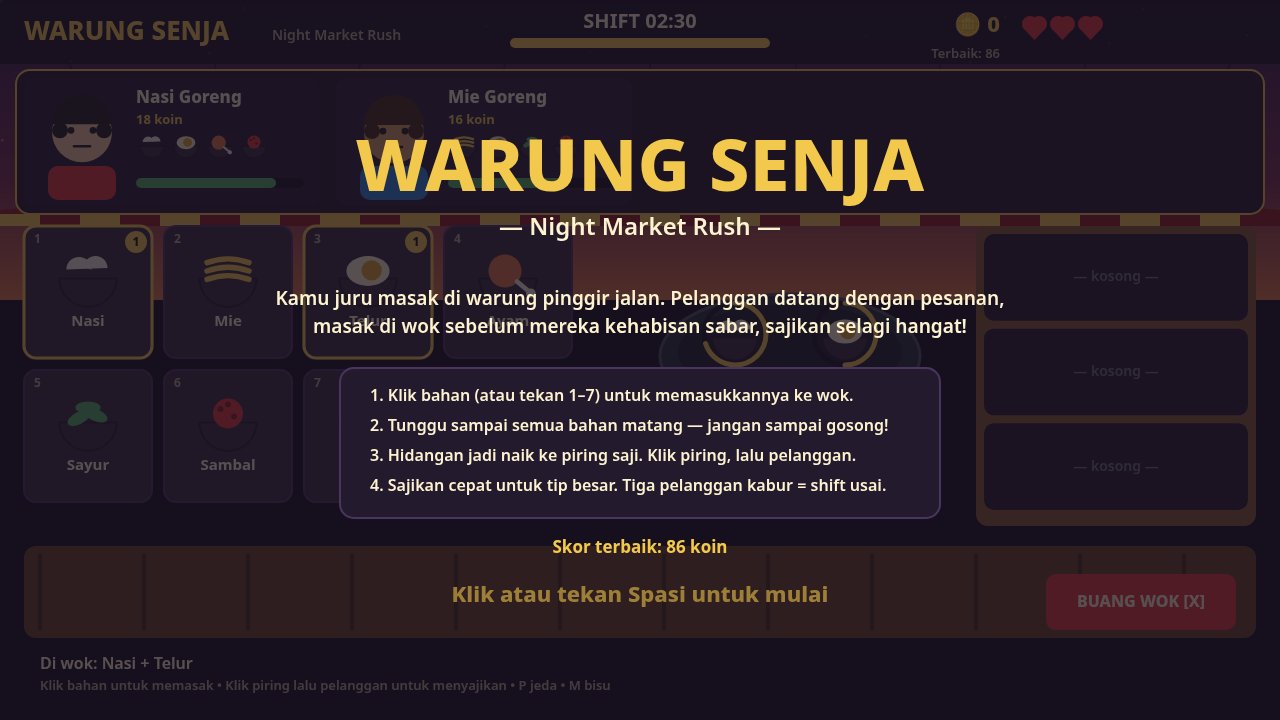 WARUNG SENJA
Night Market Rush
SHIFT 02:30
0
Terbaik: 86
Nasi Goreng
18 koin
Mie Goreng
16 koin
WARUNG SENJA
— Night Market Rush —
1
1
2
3
1
4
Nasi
Mie
Telur
Ayam
— kosong —
Kamu juru masak di warung pinggir jalan. Pelanggan datang dengan pesanan,
masak di wok sebelum mereka kehabisan sabar, sajikan selagi hangat!
— kosong —
5
6
7
Sayur
Sambal
1. Klik bahan (atau tekan 1–7) untuk memasukkannya ke wok.
2. Tunggu sampai semua bahan matang — jangan sampai gosong!
3. Hidangan jadi naik ke piring saji. Klik piring, lalu pelanggan.
4. Sajikan cepat untuk tip besar. Tiga pelanggan kabur = shift usai.
— kosong —
Skor terbaik: 86 koin
Klik atau tekan Spasi untuk mulai
BUANG WOK [X]
Di wok: Nasi + Telur
Klik bahan untuk memasak • Klik piring lalu pelanggan untuk menyajikan • P jeda • M bisu